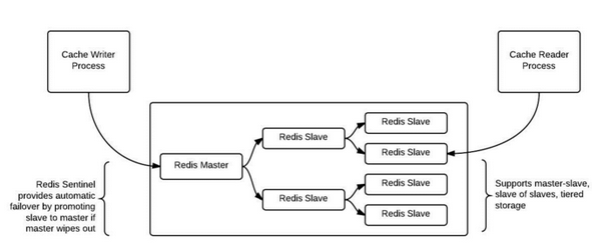 Cache Writer
Process
Cache Reader
Process
Redis Slave
Redis Slave
Redis Slave
Redis Master
Redis Slave
Redis Slave
Redis Slave
Redis Sentinel
provides automatic
failover by promoting
slave to master if
master wipes out
Supports master-slave,
slave of slaves, tiered
storage